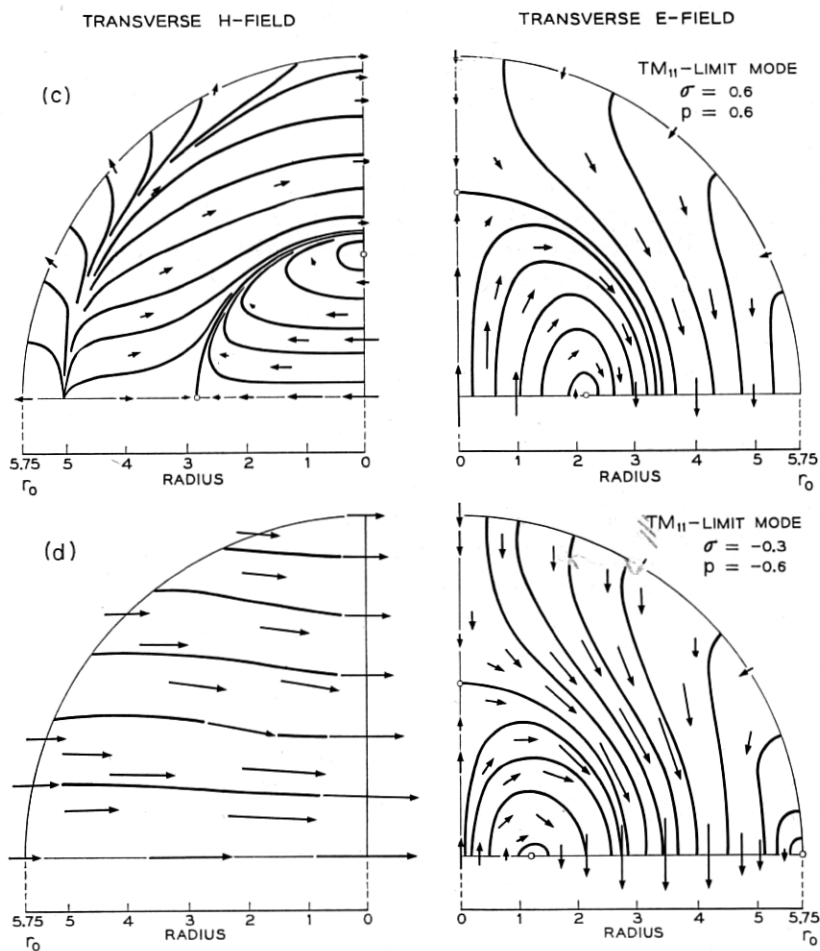 TRANSVERSE H-FIELD
TRANSVERSE E-FIELD
(c)
TM₁₁-LIMIT MODE
σ = 0.6
p = 0.6
5.75 5 4 3 2 1 0
r₀ RADIUS
0 1 2 3 4 5 5.75
RADIUS r₀
(d)
TM₁₁-LIMIT MODE
σ = -0.3
p = -0.6
5.75 5 4 3 2 1 0
r₀ RADIUS
0 1 2 3 4 5 5.75
RADIUS r₀